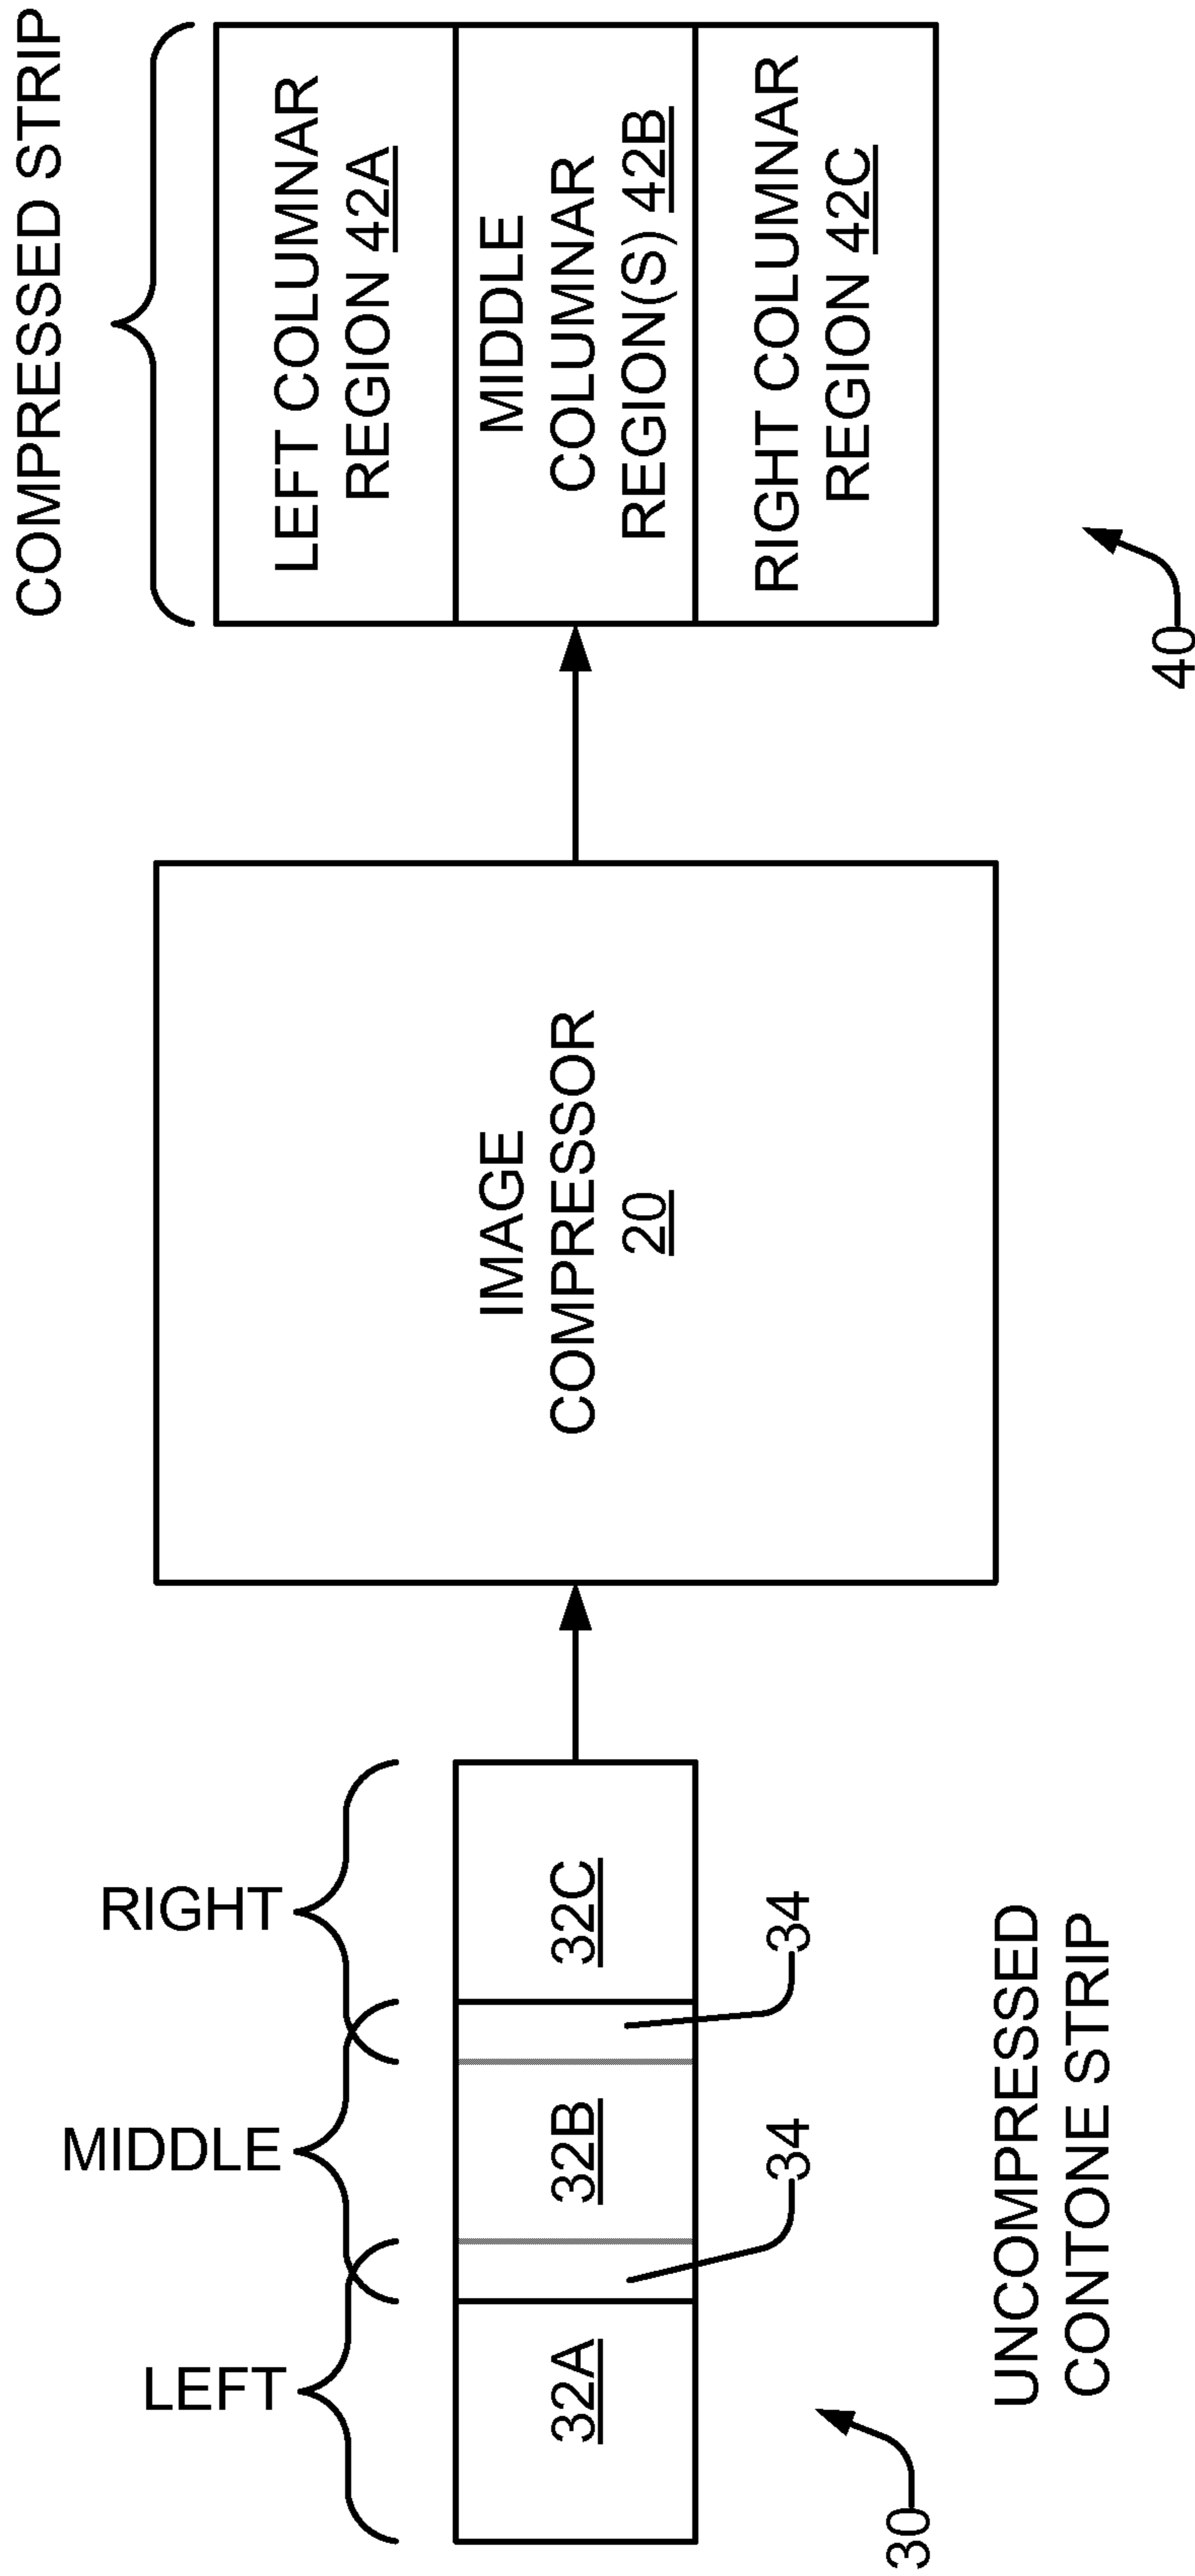 LEFT
MIDDLE
RIGHT
32A
32B
32C
34
34
30
UNCOMPRESSED
CONTONE STRIP
IMAGE
COMPRESSOR
20
COMPRESSED STRIP
LEFT COLUMNAR
REGION 42A
MIDDLE
COLUMNAR
REGION(S) 42B
RIGHT COLUMNAR
REGION 42C
40